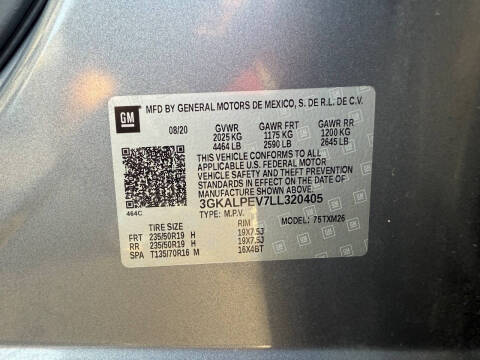 GM
MFD BY GENERAL MOTORS DE MEXICO, S. DE R.L. DE C.V.
08/20 GVWR GAWR FRT GAWR RR
2025 KG 1175 KG 1200 KG
4464 LB 2590 LB 2645 LB
THIS VEHICLE CONFORMS TO ALL
APPLICABLE U.S. FEDERAL MOTOR
VEHICLE SAFETY AND THEFT PREVENTION
STANDARDS IN EFFECT ON THE DATE OF
MANUFACTURE SHOWN ABOVE.
3GKALPEV7LL320405
464C TYPE: M.P.V. MODEL: 75TXM26
TIRE SIZE RIM
FRT 235/50R19 H 19X7.5J
RR 235/50R19 H 19X7.5J
SPA T135/70R16 M 16X4BT